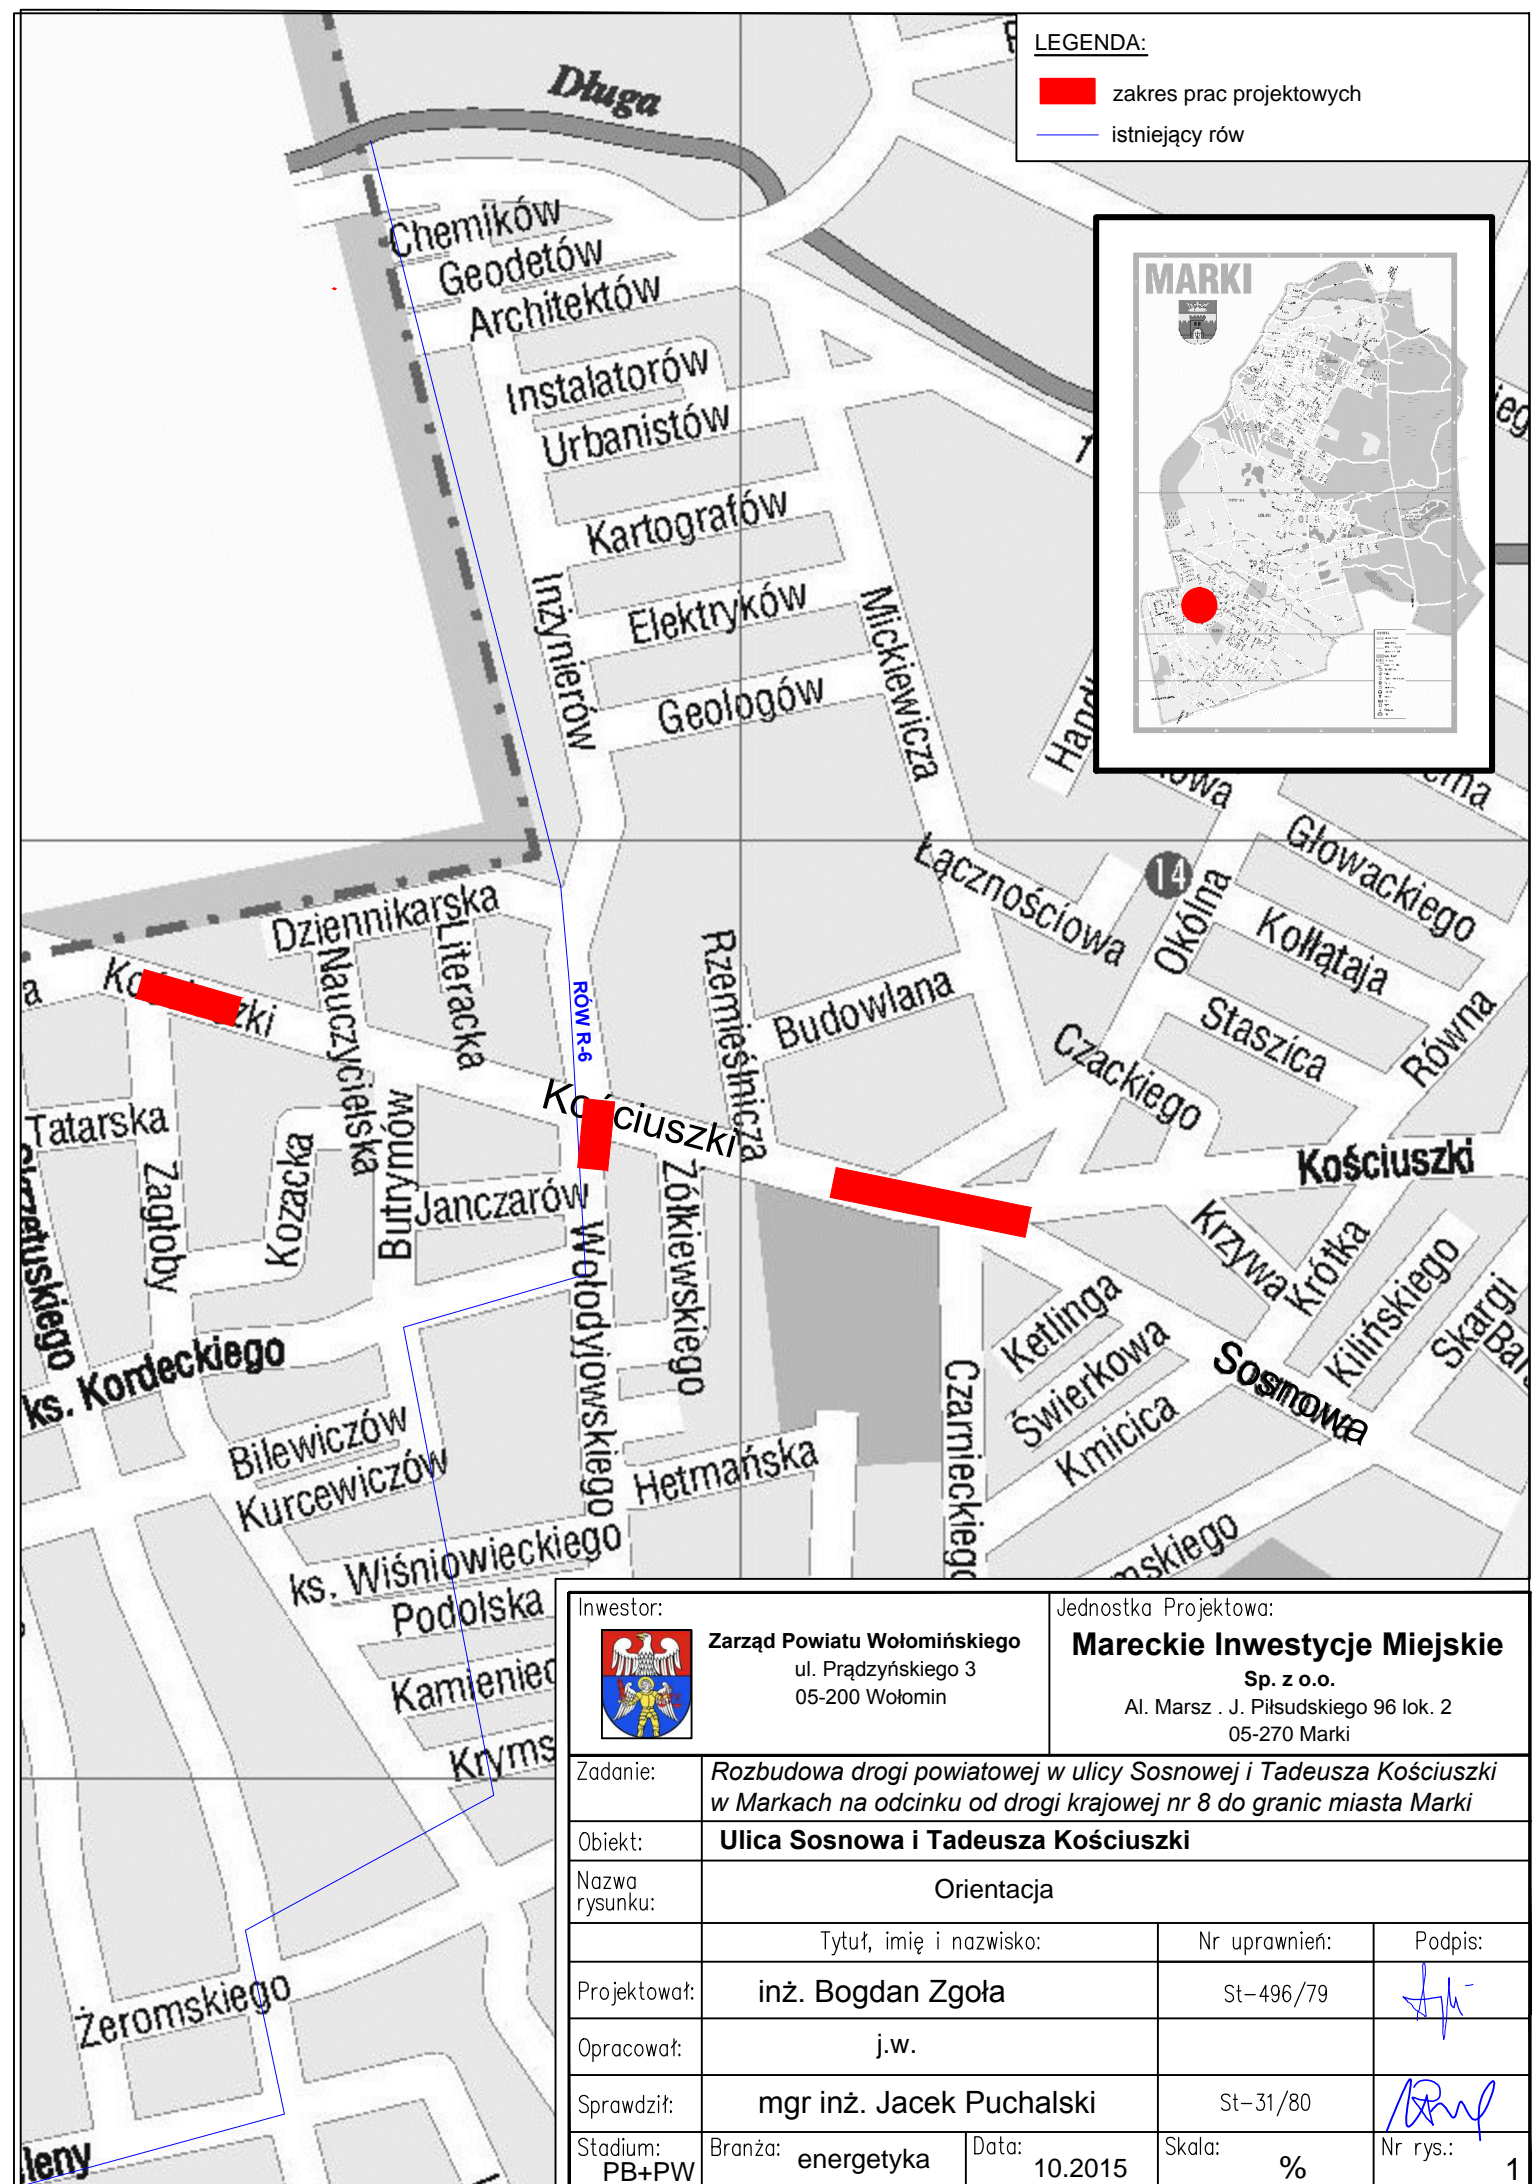 LEGENDA:
zakres prac projektowych
istniejący rów
Długa
MARKI
Chemików
Geodetów
Architektów
Instalatorów
Urbanistów
Kartografów
Elektryków
Geologów
Inżynierów
Mickiewicza
Łącznościowa
14
Okólna
Głowackiego
Kołłątaja
Staszica
Równa
Czackiego
Budowlana
Rzemieślnicza
Dziennikarska
Literacka
Nauczycielska
RÓW R-6
Kościuszki
Kościuszki
Tatarska
Zagłoby
Kozacka
Butrymów
Janczarów
Żółkiewskiego
Wołodyjowskiego
Krzywa
Krótka
Kilińskiego
Skargi
Ketlinga
Świerkowa
Kmicica
Sosnowa
Czarnieckiego
ks. Kordeckiego
Bilewiczów
Kurcewiczów
Hetmańska
ks. Wiśniowieckiego
Podolska
Żeromskiego
Inwestor:
Zarząd Powiatu Wołomińskiego
ul. Prądzyńskiego 3
05-200 Wołomin
Jednostka Projektowa:
Mareckie Inwestycje Miejskie
Sp. z o.o.
Al. Marsz . J. Piłsudskiego 96 lok. 2
05-270 Marki
Zadanie:
Rozbudowa drogi powiatowej w ulicy Sosnowej i Tadeusza Kościuszki
w Markach na odcinku od drogi krajowej nr 8 do granic miasta Marki
Obiekt:
Ulica Sosnowa i Tadeusza Kościuszki
Nazwa
rysunku:
Orientacja
Tytuł, imię i nazwisko:
Nr uprawnień:
Podpis:
Projektował:
inż. Bogdan Zgoła
St-496/79
Opracował:
j.w.
Sprawdził:
mgr inż. Jacek Puchalski
St-31/80
Stadium:
PB+PW
Branża: energetyka
Data:
10.2015
Skala:
%
Nr rys.:
1